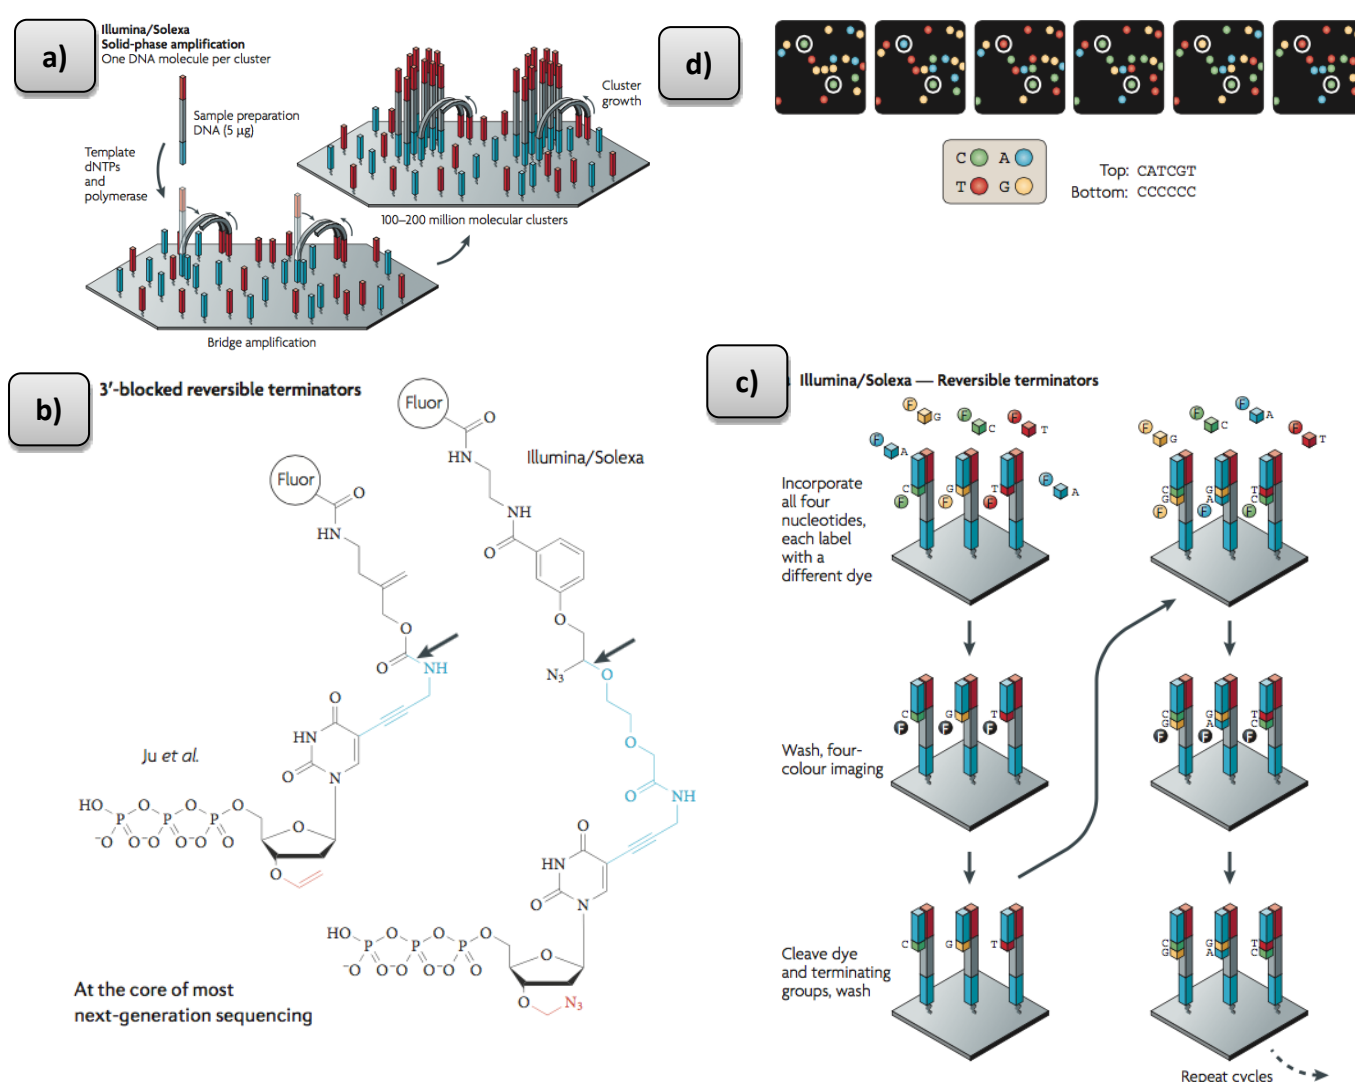 a)
Illumina/Solexa
Solid-phase amplification
One DNA molecule per cluster
Sample preparation
DNA (5 µg)
Template
dNTPs
and
polymerase
Cluster
growth
100–200 million molecular clusters
Bridge amplification
d)
C A
T G
Top: CATCGT
Bottom: CCCCCC
b)
3′-blocked reversible terminators
Fluor
O
HN
Illumina/Solexa
Fluor
O
HN
NH
O
O
O
O
NH
N₃
O
O
HN
O
N
O
O
NH
Ju et al.
HO P O P O P O
⁻O O ⁻O O ⁻O O
O
O
O
HN
O
N
HO P O P O P O
⁻O O ⁻O O ⁻O O
O
O
N₃
At the core of most
next-generation sequencing
c)
Illumina/Solexa — Reversible terminators
F G F C F T
F A
F A
C G T
F F F
F G F C F A F T
C G T
G A C
F F F
Incorporate
all four
nucleotides,
each label
with a
different dye
Wash, four-
colour imaging
C G T
F F F
C G T
G A C
F F F
Cleave dye
and terminating
groups, wash
C G T
C G T
G A C
Repeat cycles